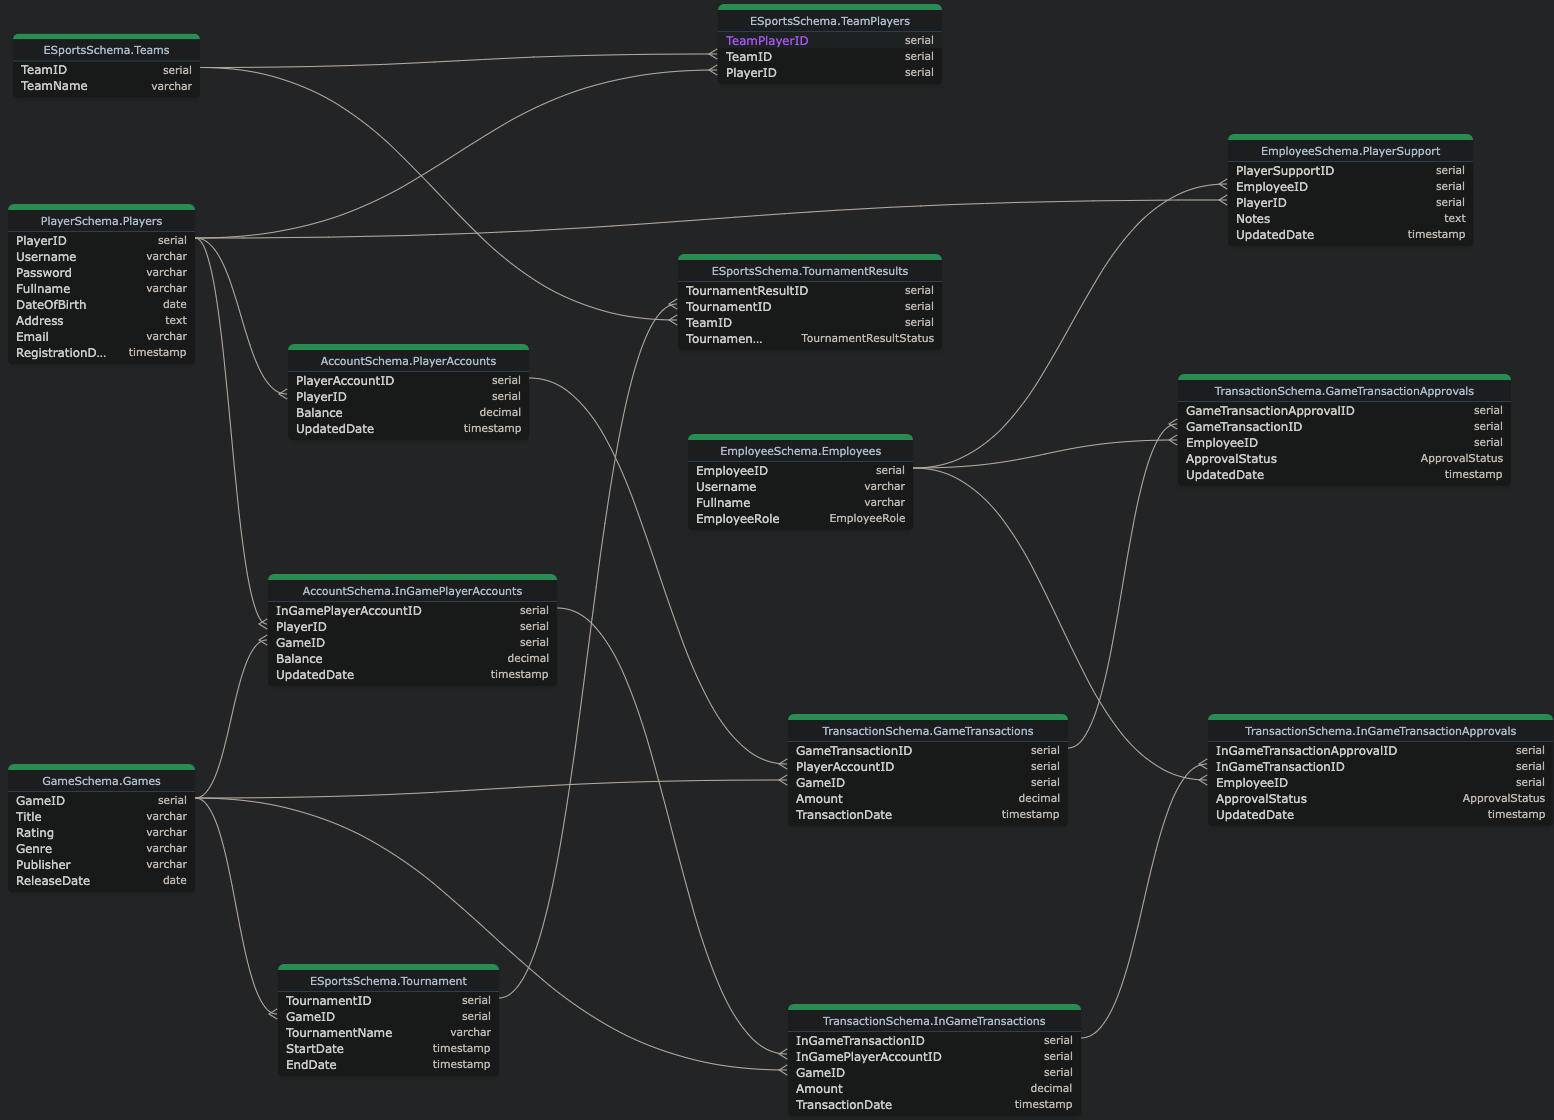 ESportsSchema.Teams
TeamID serial
TeamName varchar
ESportsSchema.TeamPlayers
TeamPlayerID serial
TeamID serial
PlayerID serial
EmployeeSchema.PlayerSupport
PlayerSupportID serial
EmployeeID serial
PlayerID serial
Notes text
UpdatedDate timestamp
PlayerSchema.Players
PlayerID serial
Username varchar
Password varchar
Fullname varchar
DateOfBirth date
Address text
Email varchar
RegistrationD... timestamp
ESportsSchema.TournamentResults
TournamentResultID serial
TournamentID serial
TeamID serial
Tournamen... TournamentResultStatus
AccountSchema.PlayerAccounts
PlayerAccountID serial
PlayerID serial
Balance decimal
UpdatedDate timestamp
TransactionSchema.GameTransactionApprovals
GameTransactionApprovalID serial
GameTransactionID serial
EmployeeID serial
ApprovalStatus ApprovalStatus
UpdatedDate timestamp
EmployeeSchema.Employees
EmployeeID serial
Username varchar
Fullname varchar
EmployeeRole EmployeeRole
AccountSchema.InGamePlayerAccounts
InGamePlayerAccountID serial
PlayerID serial
GameID serial
Balance decimal
UpdatedDate timestamp
TransactionSchema.GameTransactions
GameTransactionID serial
PlayerAccountID serial
GameID serial
Amount decimal
TransactionDate timestamp
TransactionSchema.InGameTransactionApprovals
InGameTransactionApprovalID serial
InGameTransactionID serial
EmployeeID serial
ApprovalStatus ApprovalStatus
UpdatedDate timestamp
GameSchema.Games
GameID serial
Title varchar
Rating varchar
Genre varchar
Publisher varchar
ReleaseDate date
ESportsSchema.Tournament
TournamentID serial
GameID serial
TournamentName varchar
StartDate timestamp
EndDate timestamp
TransactionSchema.InGameTransactions
InGameTransactionID serial
InGamePlayerAccountID serial
GameID serial
Amount decimal
TransactionDate timestamp